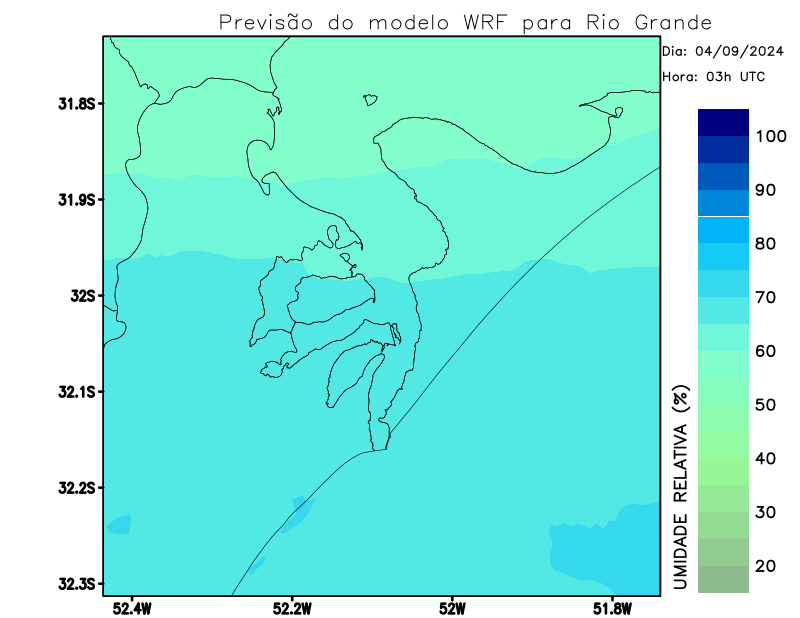 Previsão do modelo WRF para Rio Grande
Dia: 04/09/2024
Hora: 03h UTC
31.8S
31.9S
32S
32.1S
32.2S
32.3S
52.4W
52.2W
52W
51.8W
100
90
80
70
60
50
40
30
20
UMIDADE RELATIVA (%)